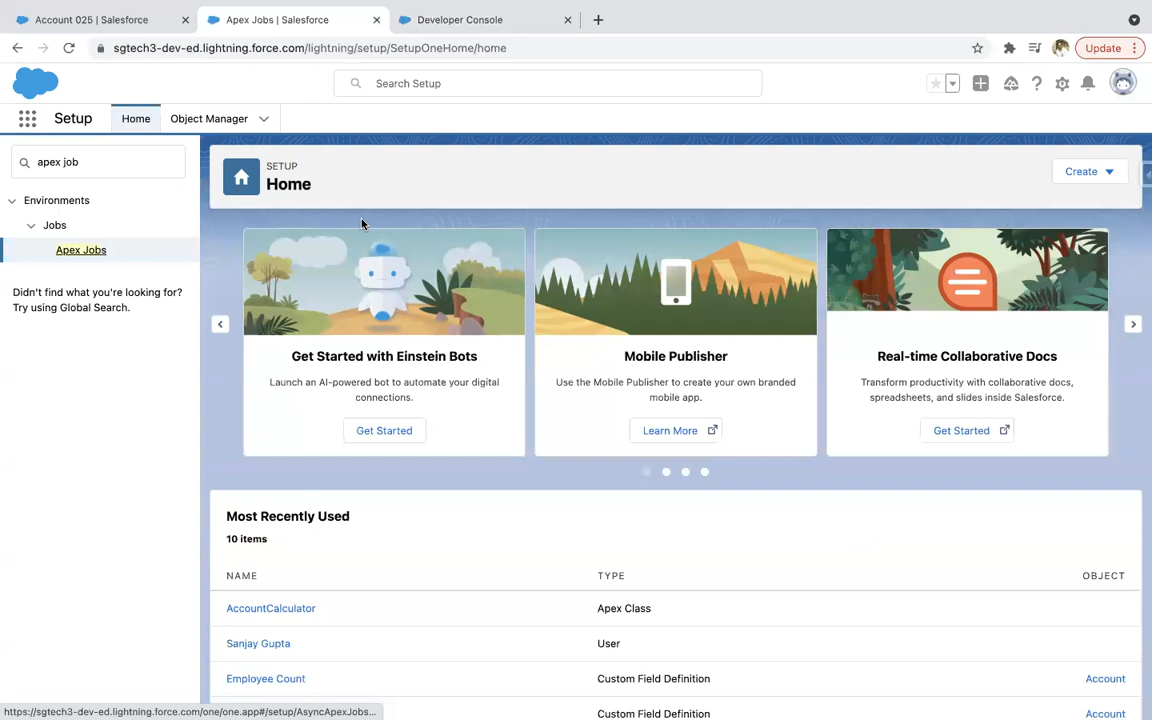 Account 025 | Salesforce
Apex Jobs | Salesforce
Developer Console
sgtech3-dev-ed.lightning.force.com/lightning/setup/SetupOneHome/home
Update
Search Setup
Setup
Home
Object Manager
apex job
Environments
Jobs
Apex Jobs
Didn't find what you're looking for?
Try using Global Search.
SETUP
Home
Create
Get Started with Einstein Bots
Launch an AI-powered bot to automate your digital
connections.
Get Started
Mobile Publisher
Use the Mobile Publisher to create your own branded
mobile app.
Learn More
Real-time Collaborative Docs
Transform productivity with collaborative docs,
spreadsheets, and slides inside Salesforce.
Get Started
Most Recently Used
10 items
NAME TYPE OBJECT
AccountCalculator Apex Class
Sanjay Gupta User
Employee Count Custom Field Definition Account
Custom Field Definition Account
https://sgtech3-dev-ed.lightning.force.com/one/one.app#/setup/AsyncApexJobs...